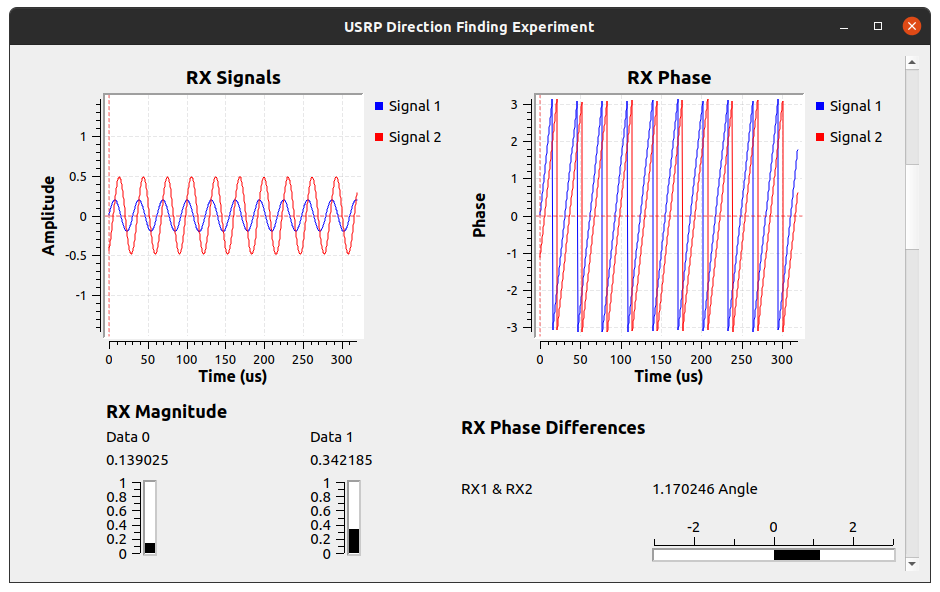 USRP Direction Finding Experiment
RX Signals
Signal 1
Signal 2
Amplitude
1
0.5
0
-0.5
-1
0 50 100 150 200 250 300
Time (us)
RX Phase
Signal 1
Signal 2
Phase
3
2
1
0
-1
-2
-3
0 50 100 150 200 250 300
Time (us)
RX Magnitude
Data 0
0.139025
1
0.8
0.6
0.4
0.2
0
Data 1
0.342185
1
0.8
0.6
0.4
0.2
0
RX Phase Differences
RX1 & RX2
1.170246 Angle
-2 0 2